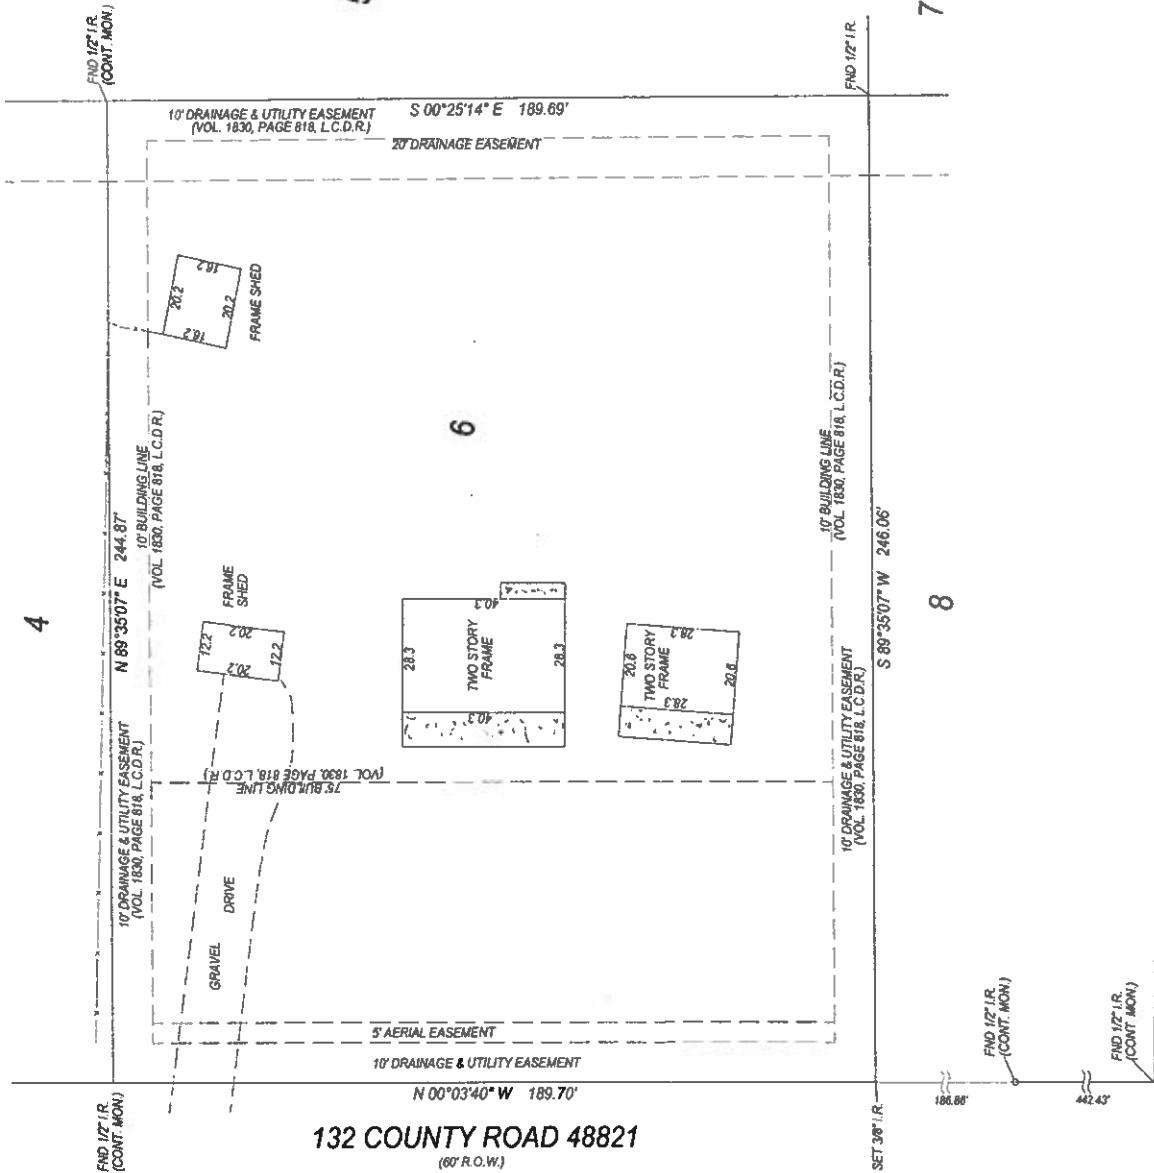 7
FND 1/2" I.R.
(CONT. MON.)
FND 1/2" I.R.
10' DRAINAGE & UTILITY EASEMENT
(VOL. 1830, PAGE 818, L.C.D.R.)
S 00°25'14" E 189.69'
20' DRAINAGE EASEMENT
16.2
20.2
20.2
16.2
FRAME SHED
10' BUILDING LINE
(VOL. 1830, PAGE 818, L.C.D.R.)
6
10' BUILDING LINE
(VOL. 1830, PAGE 818, L.C.D.R.)
4
N 89°35'07" E 244.87'
FRAME
SHED
12.2
20.2
20.2
12.2
40.3
28.3
TWO STORY
FRAME
28.3
40.3
28.3
20.6
TWO STORY
FRAME
20.6
28.3
S 89°35'07" W 246.06'
8
10' DRAINAGE & UTILITY EASEMENT
(VOL. 1830, PAGE 818, L.C.D.R.)
75' BUILDING LINE
(VOL. 1830, PAGE 818, L.C.D.R.)
10' DRAINAGE & UTILITY EASEMENT
(VOL. 1830, PAGE 818, L.C.D.R.)
GRAVEL DRIVE
5' AERIAL EASEMENT
10' DRAINAGE & UTILITY EASEMENT
N 00°03'40" W 189.70'
FND 1/2" I.R.
(CONT. MON.)
SET 3/8" I.R.
186.86'
FND 1/2" I.R.
(CONT. MON.)
442.43'
FND 1/2" I.R.
(CONT. MON.)
132 COUNTY ROAD 48821
(60' R.O.W.)